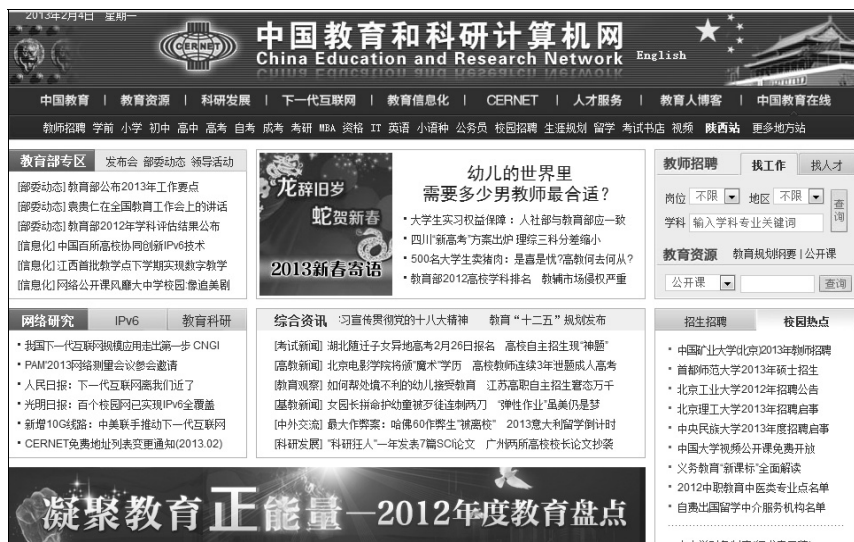 2013年2月4日 星期一
CERNET
中国教育和科研计算机网
China Education and Research Network
English
中国教育 | 教育资源 | 科研发展 | 下一代互联网 | 教育信息化 | CERNET | 人才服务 | 教育人博客 | 中国教育在线
教师招聘 学前 小学 初中 高中 高考 自考 成考 考研 MBA 资格 IT 英语 小语种 公务员 校园招聘 生涯规划 留学 考试书店 视频 陕西站 更多地方站
教育部专区 发布会 部委动态 领导活动
[部委动态] 教育部公布2013年工作要点
[部委动态] 袁贵仁在全国教育工作会上的讲话
[部委动态] 教育部2012年学科评估结果公布
[信息化] 中国百所高校协同创新IPv6技术
[信息化] 江西首批教学点下学期实现数字教学
[信息化] 网络公开课风靡大中学校园 像追美剧
龙辞旧岁
蛇贺新春
2013新春寄语
幼儿的世界里
需要多少男教师最合适？
• 大学生实习权益保障：人社部与教育部应一致
• 四川“新高考”方案出炉 理综三科分差缩小
• 500名大学生卖猪肉：是喜是忧?高教何去何从?
• 教育部2012高校学科排名 教辅市场侵权严重
教师招聘 找工作 找人才
岗位 不限 地区 不限
学科 输入学科专业关键词
查询
教育资源 教育规划纲要 | 公开课
公开课 查询
网络研究 IPv6 教育科研
• 我国下一代互联网规模应用走出第一步 CNGI
• PAM'2013网络测量会议参会邀请
• 人民日报：下一代互联网离我们近了
• 光明日报：百个校园网已实现IPv6全覆盖
• 新增10G线路：中美联手推动下一代互联网
• CERNET免费地址列表变更通知(2013.02)
综合资讯 习宣传贯彻党的十八大精神 教育“十二五”规划发布
[考试新闻] 湖北随迁子女异地高考2月26日报名 高校自主招生现“神题”
[高教新闻] 北京电影学院将颁“魔术”学历 高校教师连续3年泄题成人高考
[教育观察] 如何帮处境不利的幼儿接受教育 江苏高职自主招生著态万千
[基教新闻] 女园长拼命护幼童被歹徒连刺两刀 “弹性作业”虽美仍是梦
[中外交流] 最大作弊案：哈佛60作弊生“被离校” 2013意大利留学倒计时
[科研发展] “科研狂人”一年发表7篇SCI论文 广州两所高校校长论文抄袭
招生招聘 校园热点
• 中国矿业大学(北京)2013年教师招聘
• 首都师范大学2013年硕士招生
• 北京工业大学2012年招聘公告
• 北京理工大学2013年招聘启事
• 中央民族大学2013年度招聘启事
• 中国大学视频公开课免费开放
• 义务教育“新课标”全面解读
• 2012中职教育中医类专业点名单
• 自费出国留学中介服务机构名单
凝聚教育正能量—2012年度教育盘点